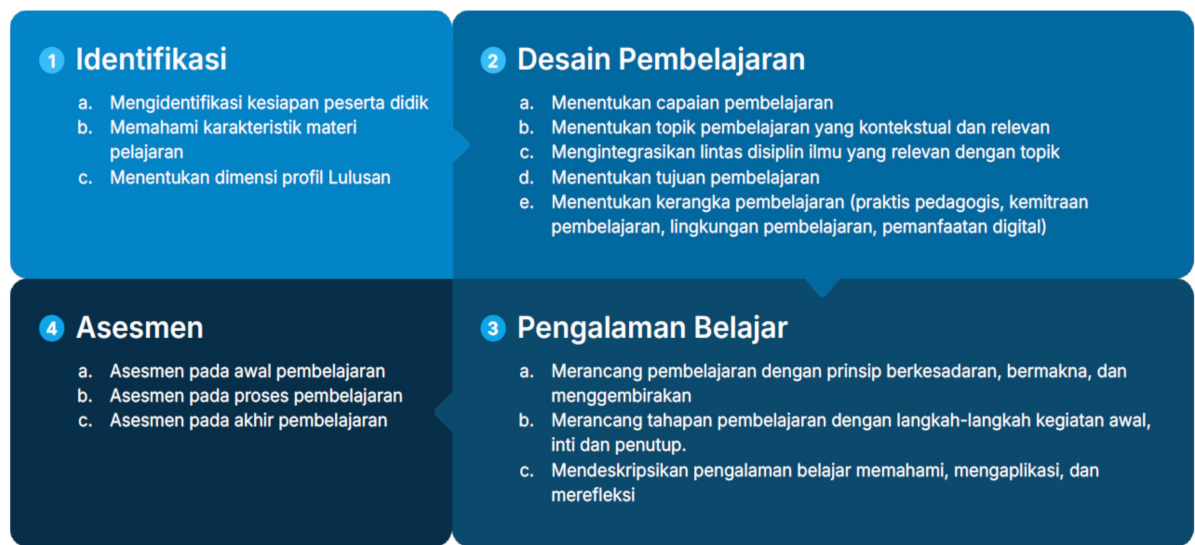 1 Identifikasi
a. Mengidentifikasi kesiapan peserta didik
b. Memahami karakteristik materi
pelajaran
c. Menentukan dimensi profil Lulusan
2 Desain Pembelajaran
a. Menentukan capaian pembelajaran
b. Menentukan topik pembelajaran yang kontekstual dan relevan
c. Mengintegrasikan lintas disiplin ilmu yang relevan dengan topik
d. Menentukan tujuan pembelajaran
e. Menentukan kerangka pembelajaran (praktis pedagogis, kemitraan
pembelajaran, lingkungan pembelajaran, pemanfaatan digital)
3 Pengalaman Belajar
a. Merancang pembelajaran dengan prinsip berkesadaran, bermakna, dan
menggembirakan
b. Merancang tahapan pembelajaran dengan langkah-langkah kegiatan awal,
inti dan penutup.
c. Mendeskripsikan pengalaman belajar memahami, mengaplikasi, dan
merefleksi
4 Asesmen
a. Asesmen pada awal pembelajaran
b. Asesmen pada proses pembelajaran
c. Asesmen pada akhir pembelajaran